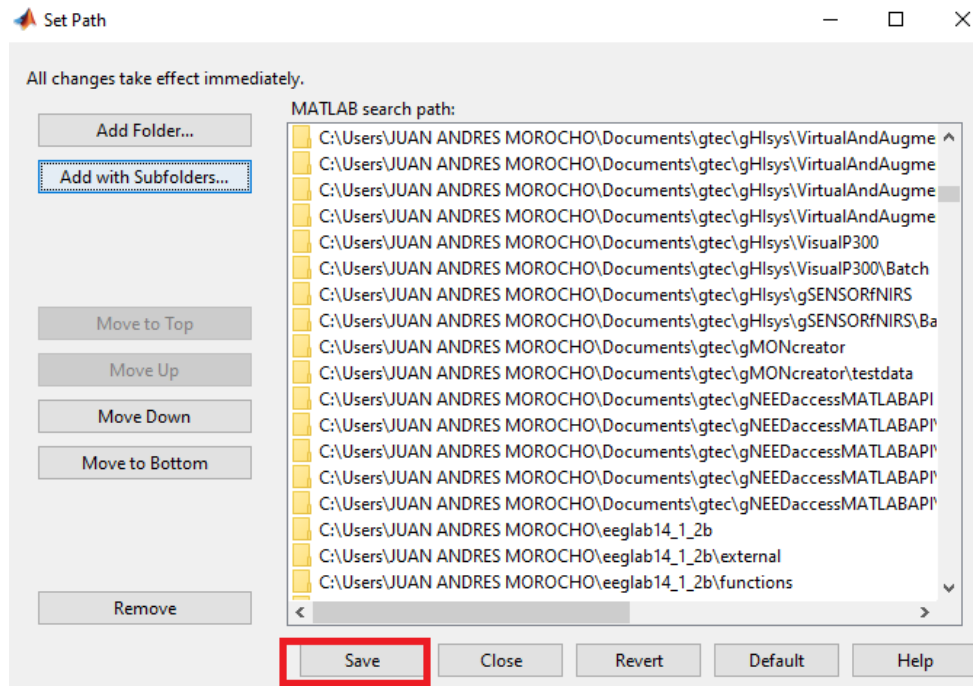 Set Path
All changes take effect immediately.
MATLAB search path:
Add Folder...
Add with Subfolders...
Move to Top
Move Up
Move Down
Move to Bottom
Remove
C:\Users\JUAN ANDRES MOROCHO\Documents\gtec\gHIsys\VirtualAndAugme
C:\Users\JUAN ANDRES MOROCHO\Documents\gtec\gHIsys\VirtualAndAugme
C:\Users\JUAN ANDRES MOROCHO\Documents\gtec\gHIsys\VirtualAndAugme
C:\Users\JUAN ANDRES MOROCHO\Documents\gtec\gHIsys\VirtualAndAugme
C:\Users\JUAN ANDRES MOROCHO\Documents\gtec\gHIsys\VisualP300
C:\Users\JUAN ANDRES MOROCHO\Documents\gtec\gHIsys\VisualP300\Batch
C:\Users\JUAN ANDRES MOROCHO\Documents\gtec\gHIsys\gSENSORfNIRS
C:\Users\JUAN ANDRES MOROCHO\Documents\gtec\gHIsys\gSENSORfNIRS\Ba
C:\Users\JUAN ANDRES MOROCHO\Documents\gtec\gMONcreator
C:\Users\JUAN ANDRES MOROCHO\Documents\gtec\gMONcreator\testdata
C:\Users\JUAN ANDRES MOROCHO\Documents\gtec\gNEEDaccessMATLABAPI
C:\Users\JUAN ANDRES MOROCHO\Documents\gtec\gNEEDaccessMATLABAPI\
C:\Users\JUAN ANDRES MOROCHO\Documents\gtec\gNEEDaccessMATLABAPI\
C:\Users\JUAN ANDRES MOROCHO\Documents\gtec\gNEEDaccessMATLABAPI\
C:\Users\JUAN ANDRES MOROCHO\Documents\gtec\gNEEDaccessMATLABAPI\
C:\Users\JUAN ANDRES MOROCHO\eeglab14_1_2b
C:\Users\JUAN ANDRES MOROCHO\eeglab14_1_2b\external
C:\Users\JUAN ANDRES MOROCHO\eeglab14_1_2b\functions
Save
Close
Revert
Default
Help